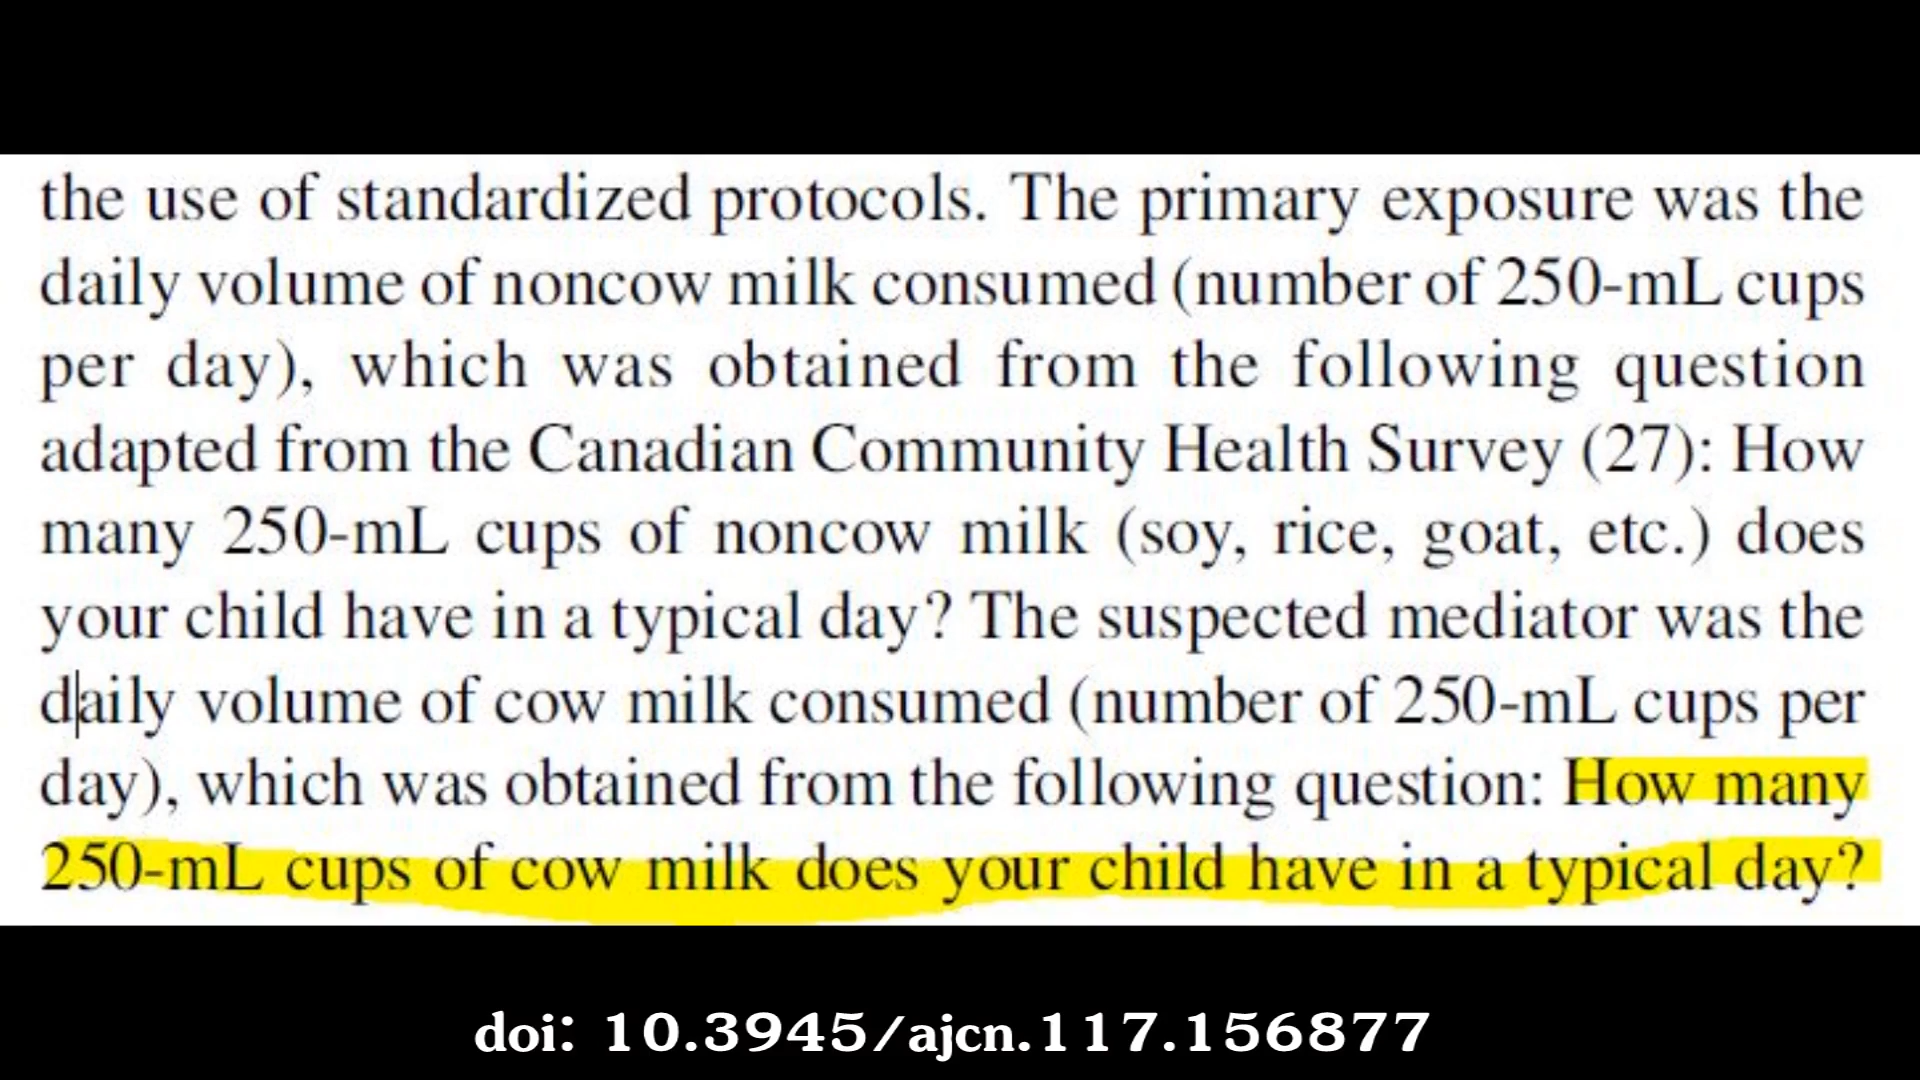 the use of standardized protocols. The primary exposure was the
daily volume of noncow milk consumed (number of 250-mL cups
per day), which was obtained from the following question
adapted from the Canadian Community Health Survey (27): How
many 250-mL cups of noncow milk (soy, rice, goat, etc.) does
your child have in a typical day? The suspected mediator was the
daily volume of cow milk consumed (number of 250-mL cups per
day), which was obtained from the following question: How many
250-mL cups of cow milk does your child have in a typical day?
doi: 10.3945/ajcn.117.156877